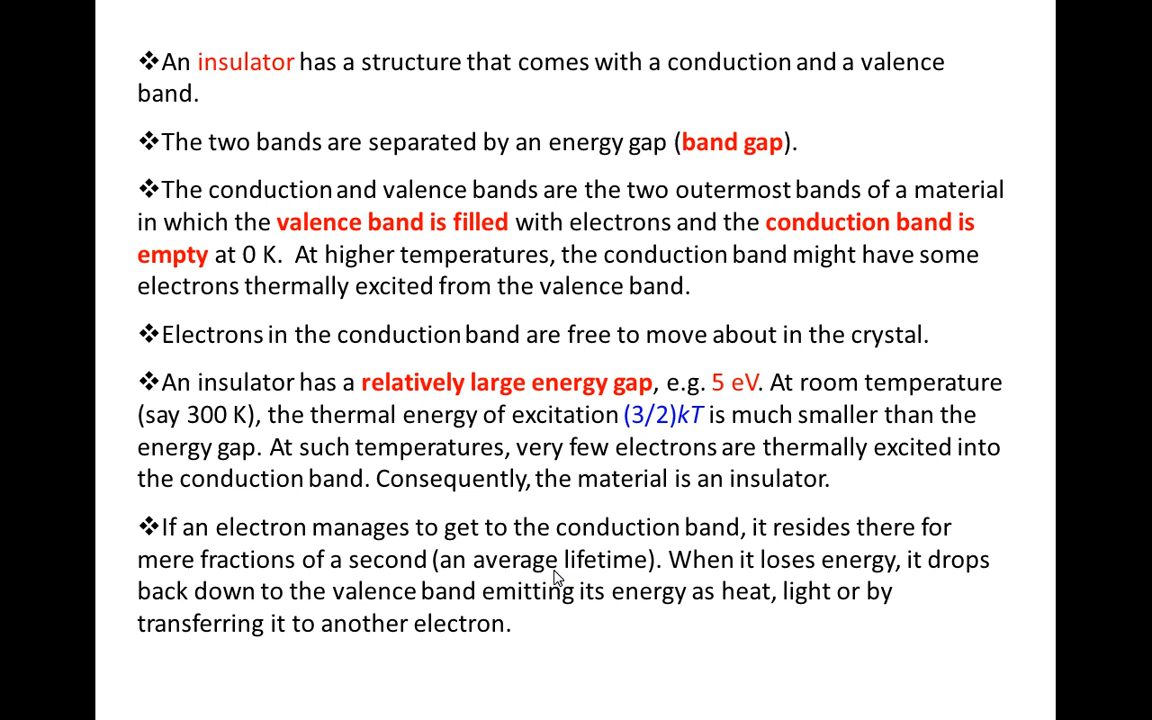 ❖An insulator has a structure that comes with a conduction and a valence
band.
❖The two bands are separated by an energy gap (band gap).
❖The conduction and valence bands are the two outermost bands of a material
in which the valence band is filled with electrons and the conduction band is
empty at 0 K.  At higher temperatures, the conduction band might have some
electrons thermally excited from the valence band.
❖Electrons in the conduction band are free to move about in the crystal.
❖An insulator has a relatively large energy gap, e.g. 5 eV. At room temperature
(say 300 K), the thermal energy of excitation (3/2)kT is much smaller than the
energy gap. At such temperatures, very few electrons are thermally excited into
the conduction band. Consequently, the material is an insulator.
❖If an electron manages to get to the conduction band, it resides there for
mere fractions of a second (an average lifetime). When it loses energy, it drops
back down to the valence band emitting its energy as heat, light or by
transferring it to another electron.